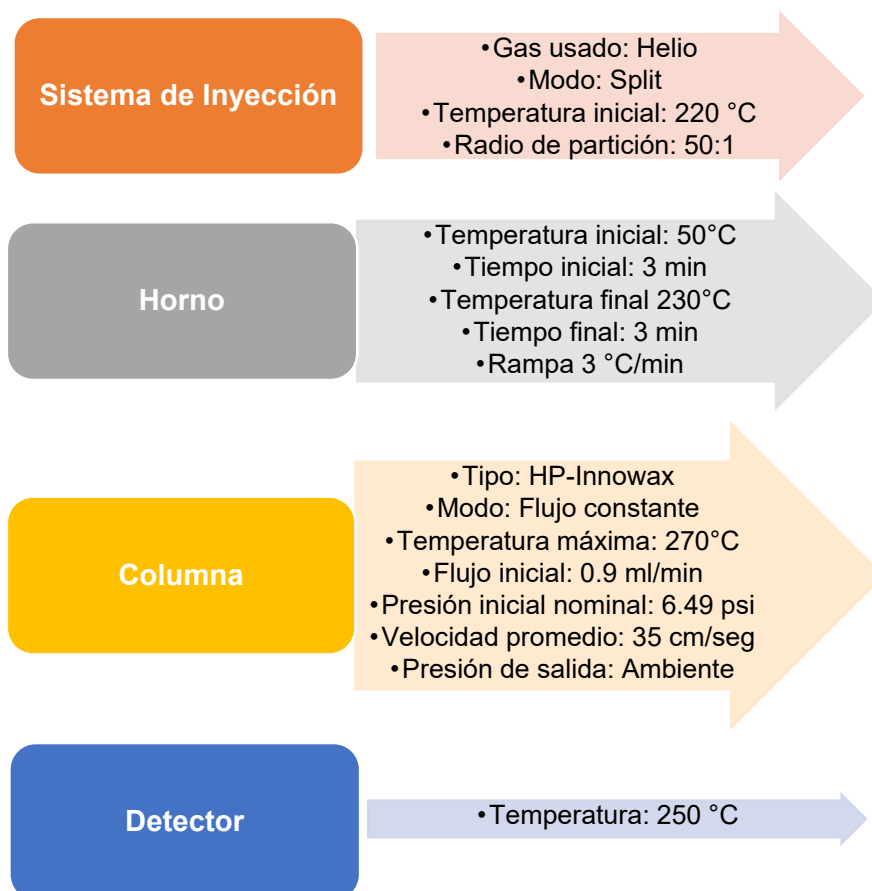 Sistema de Inyección
•Gas usado: Helio
•Modo: Split
•Temperatura inicial: 220 °C
•Radio de partición: 50:1
Horno
•Temperatura inicial: 50°C
•Tiempo inicial: 3 min
•Temperatura final 230°C
•Tiempo final: 3 min
•Rampa 3 °C/min
Columna
•Tipo: HP-Innowax
•Modo: Flujo constante
•Temperatura máxima: 270°C
•Flujo inicial: 0.9 ml/min
•Presión inicial nominal: 6.49 psi
•Velocidad promedio: 35 cm/seg
•Presión de salida: Ambiente
Detector
•Temperatura: 250 °C